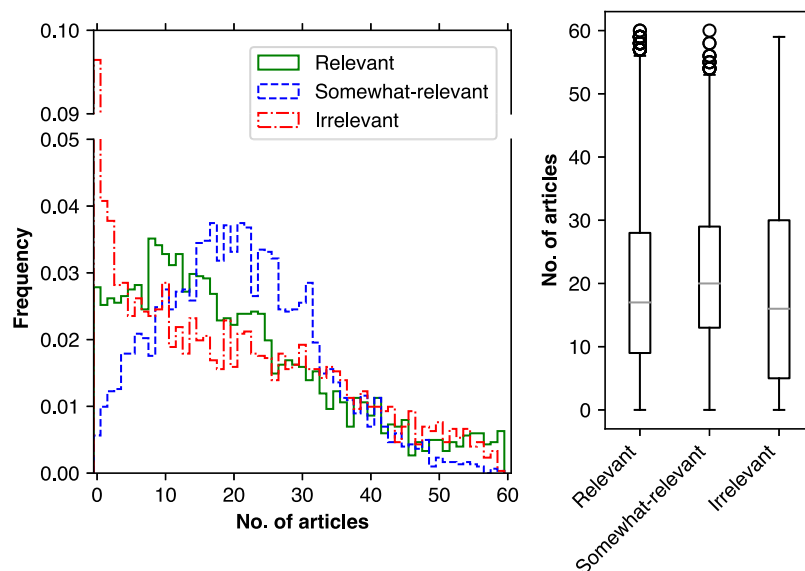 0.10
0.09
0.05
0.04
0.03
0.02
0.01
0.00
Frequency
0
10
20
30
40
50
60
No. of articles
Relevant
Somewhat-relevant
Irrelevant
60
50
40
30
20
10
0
No. of articles
Relevant
Somewhat-relevant
Irrelevant